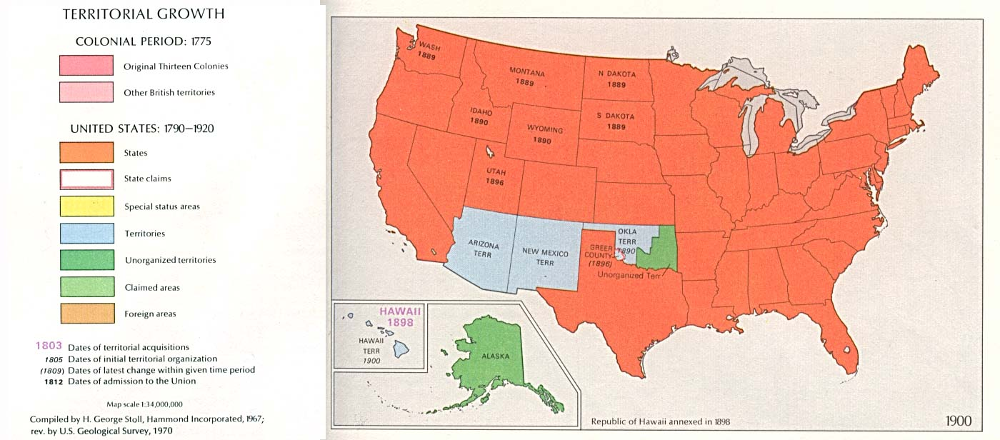 TERRITORIAL GROWTH
COLONIAL PERIOD: 1775
Original Thirteen Colonies
Other British territories
UNITED STATES: 1790–1920
States
State claims
Special status areas
Territories
Unorganized territories
Claimed areas
Foreign areas
1803 Dates of territorial acquisitions
1805 Dates of initial territorial organization
(1809) Dates of latest change within given time period
1812 Dates of admission to the Union
Map scale 1:34,000,000
Compiled by H. George Stoll, Hammond Incorporated, 1967;
rev. by U.S. Geological Survey, 1970
WASH
1889
MONTANA
1889
N DAKOTA
1889
IDAHO
1890
WYOMING
1890
S DAKOTA
1889
UTAH
1896
ARIZONA
TERR
NEW MEXICO
TERR
OKLA
TERR
1890
GREER
COUNTY
(1896)
Unorganized Terr
HAWAII
1898
HAWAII
TERR
1900
ALASKA
Republic of Hawaii annexed in 1898
1900